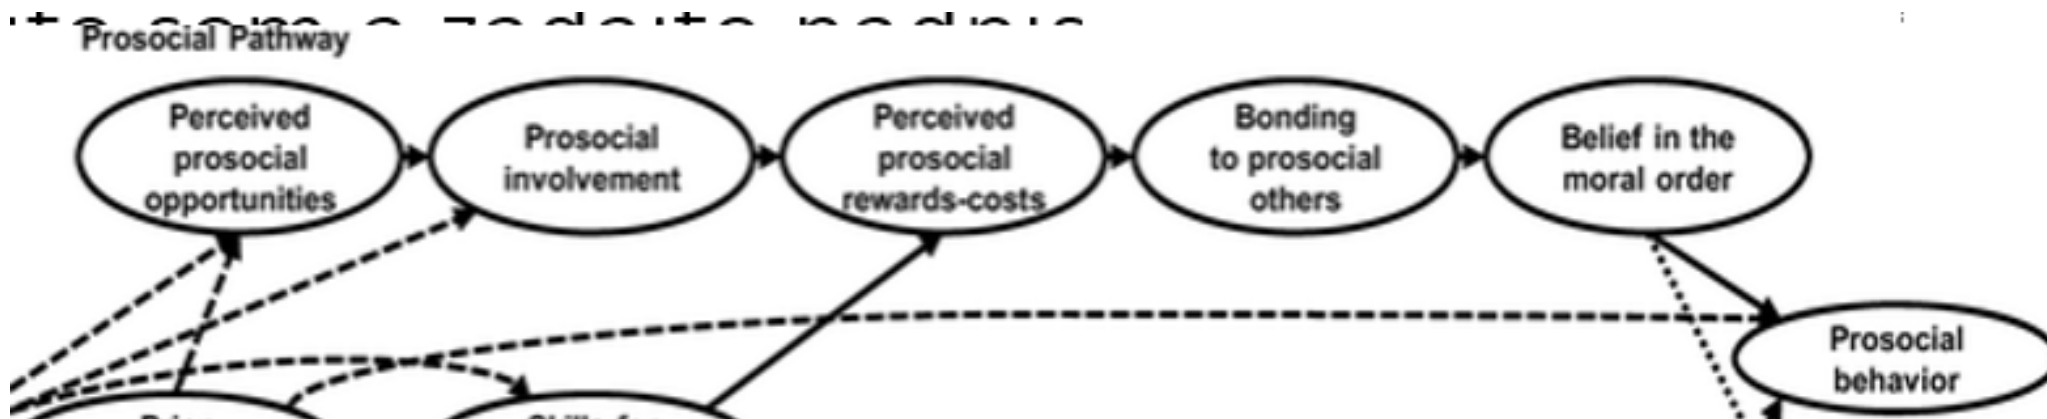 Prosocial Pathway
Perceived
prosocial
opportunities
Prosocial
involvement
Perceived
prosocial
rewards-costs
Bonding
to prosocial
others
Belief in the
moral order
Prosocial
behavior